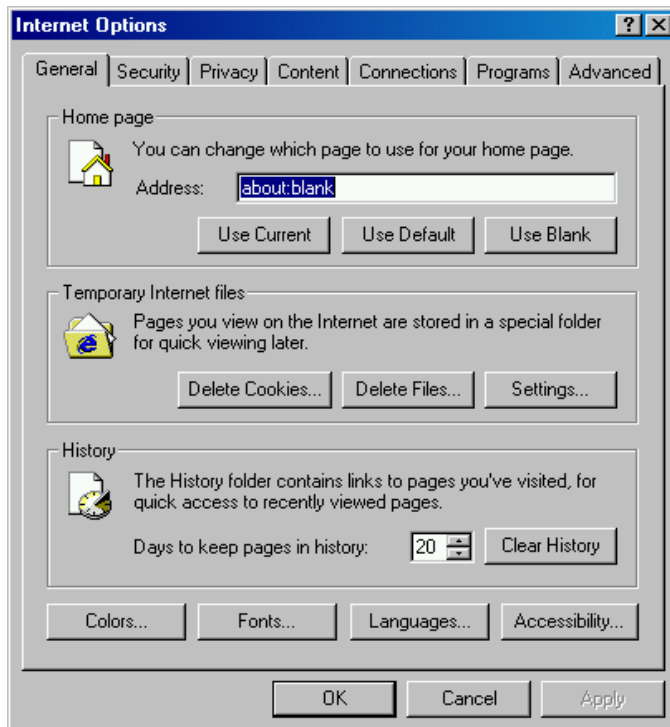 Internet Options
General Security Privacy Content Connections Programs Advanced
Home page
You can change which page to use for your home page.
Address: about:blank
Use Current Use Default Use Blank
Temporary Internet files
Pages you view on the Internet are stored in a special folder
for quick viewing later.
Delete Cookies... Delete Files... Settings...
History
The History folder contains links to pages you've visited, for
quick access to recently viewed pages.
Days to keep pages in history: 20 Clear History
Colors... Fonts... Languages... Accessibility...
OK Cancel Apply